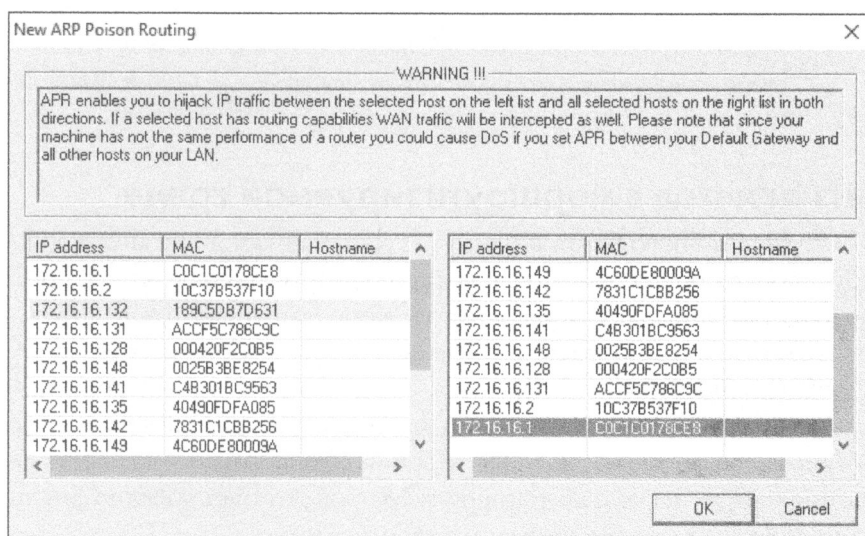 New ARP Poison Routing
WARNING !!!
APR enables you to hijack IP traffic between the selected host on the left list and all selected hosts on the right list in both
directions. If a selected host has routing capabilities WAN traffic will be intercepted as well. Please note that since your
machine has not the same performance of a router you could cause DoS if you set APR between your Default Gateway and
all other hosts on your LAN.
IP address MAC Hostname
172.16.16.1 C0C1C0178CE8
172.16.16.2 10C37B537F10
172.16.16.132 189C5DB7D631
172.16.16.131 ACCF5C786C9C
172.16.16.128 000420F2C0B5
172.16.16.148 0025B3BE8254
172.16.16.141 C4B301BC9563
172.16.16.135 40490FDFA085
172.16.16.142 7831C1CBB256
172.16.16.149 4C60DE80009A
IP address MAC Hostname
172.16.16.149 4C60DE80009A
172.16.16.142 7831C1CBB256
172.16.16.135 40490FDFA085
172.16.16.141 C4B301BC9563
172.16.16.148 0025B3BE8254
172.16.16.128 000420F2C0B5
172.16.16.131 ACCF5C786C9C
172.16.16.2 10C37B537F10
172.16.16.1 C0C1C0178CE8
OK Cancel